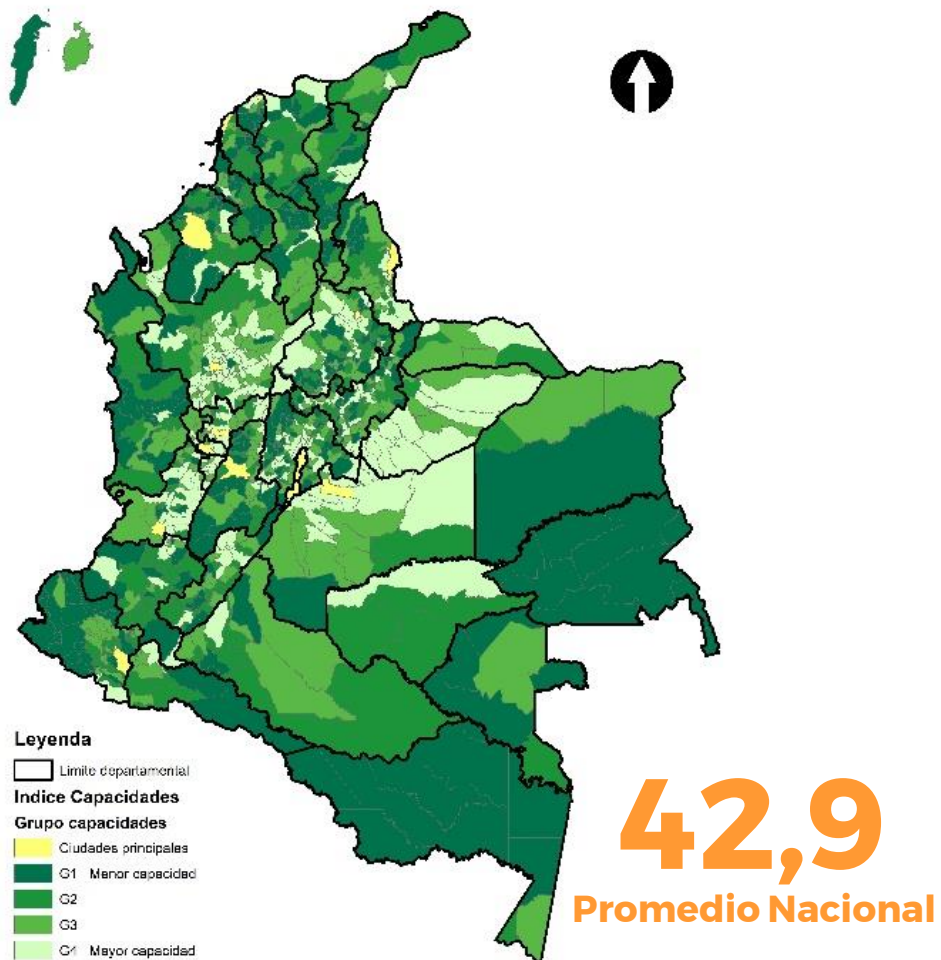 Leyenda
Limite departamental
Indice Capacidades
Grupo capacidades
Ciudades principales
G1 Menor capacidad
G2
G3
G4 Mayor capacidad
42,9
Promedio Nacional